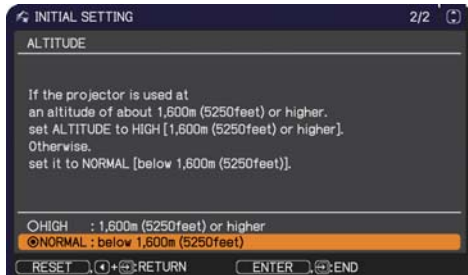 INITIAL SETTING 2/2
ALTITUDE
If the projector is used at
an altitude of about 1,600m (5250feet) or higher.
set ALTITUDE to HIGH [1,600m (5250feet) or higher].
Otherwise.
set it to NORMAL [below 1,600m (5250feet)].
HIGH : 1,600m (5250feet) or higher
NORMAL : below 1,600m (5250feet)
RESET , + :RETURN ENTER , :END